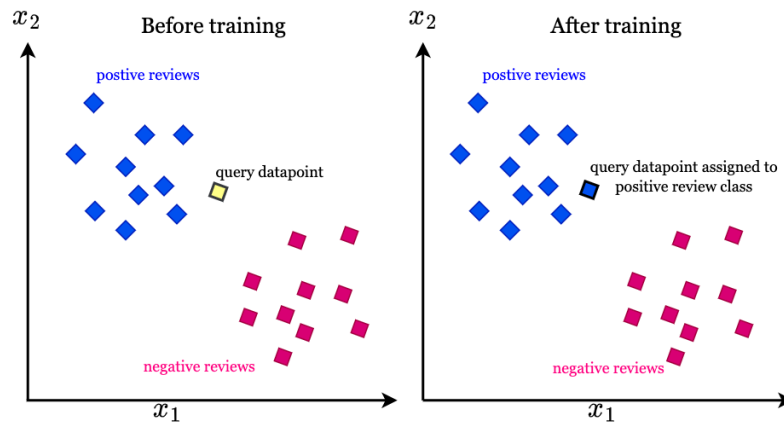 Before training
x₂
postive reviews
query datapoint
negative reviews
x₁
After training
x₂
postive reviews
query datapoint assigned to
positive review class
negative reviews
x₁